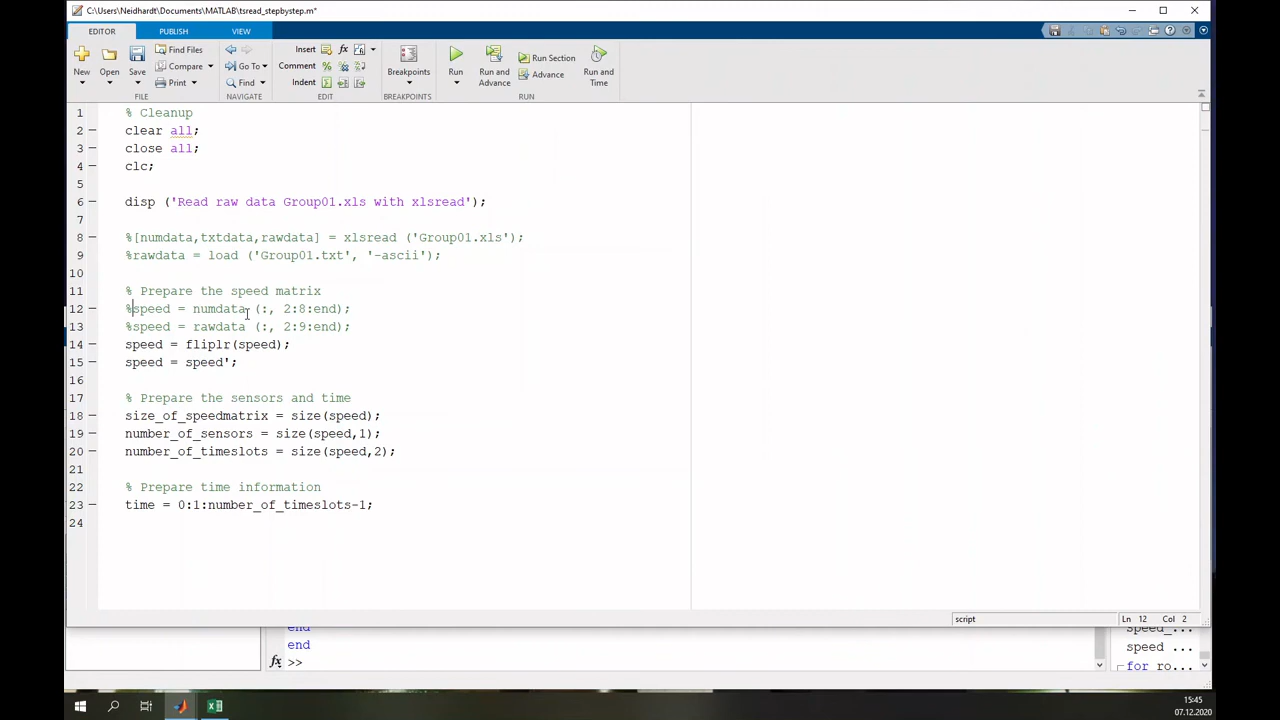 C:\Users\Neidhardt\Documents\MATLAB\tsread_stepbystep.m*
EDITOR PUBLISH VIEW
New Open Save Find Files Compare Print Go To Find Insert fx Comment % Indent Breakpoints Run Run and Advance Run Section Advance Run and Time
FILE NAVIGATE EDIT BREAKPOINTS RUN
1 % Cleanup
2 clear all;
3 close all;
4 clc;
5
6 disp ('Read raw data Group01.xls with xlsread');
7
8 %[numdata,txtdata,rawdata] = xlsread ('Group01.xls');
9 %rawdata = load ('Group01.txt', '-ascii');
10
11 % Prepare the speed matrix
12 %speed = numdata (:, 2:8:end);
13 %speed = rawdata (:, 2:9:end);
14 speed = fliplr(speed);
15 speed = speed';
16
17 % Prepare the sensors and time
18 size_of_speedmatrix = size(speed);
19 number_of_sensors = size(speed,1);
20 number_of_timeslots = size(speed,2);
21
22 % Prepare time information
23 time = 0:1:number_of_timeslots-1;
24
script Ln 12 Col 2
end
end
fx >>
speed_...
speed ...
for ro...
15:45
07.12.2020